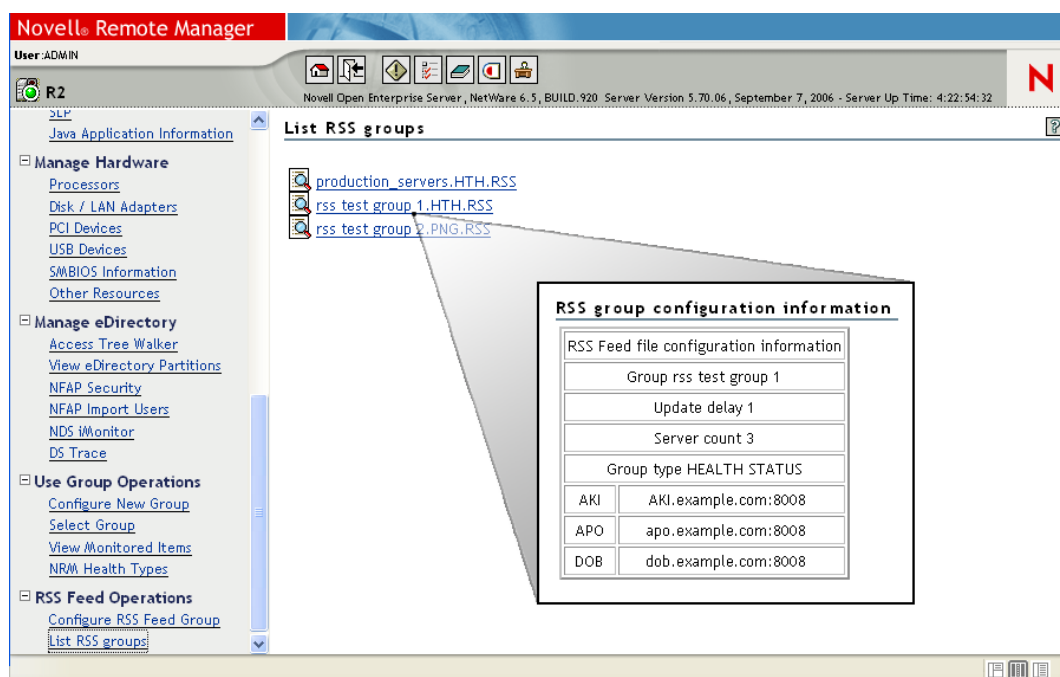 Novell® Remote Manager
User:ADMIN
R2
Novell Open Enterprise Server, NetWare 6.5, BUILD.920 Server Version 5.70.06, September 7, 2006 - Server Up Time: 4:22:54:32
N
SLP
Java Application Information
Manage Hardware
Processors
Disk / LAN Adapters
PCI Devices
USB Devices
SMBIOS Information
Other Resources
Manage eDirectory
Access Tree Walker
View eDirectory Partitions
NFAP Security
NFAP Import Users
NDS iMonitor
DS Trace
Use Group Operations
Configure New Group
Select Group
View Monitored Items
NRM Health Types
RSS Feed Operations
Configure RSS Feed Group
List RSS groups
List RSS groups
?
production_servers.HTH.RSS
rss test group 1.HTH.RSS
rss test group 2.PNG.RSS
RSS group configuration information
RSS Feed file configuration information
Group rss test group 1
Update delay 1
Server count 3
Group type HEALTH STATUS
AKI AKI.example.com:8008
APO apo.example.com:8008
DOB dob.example.com:8008